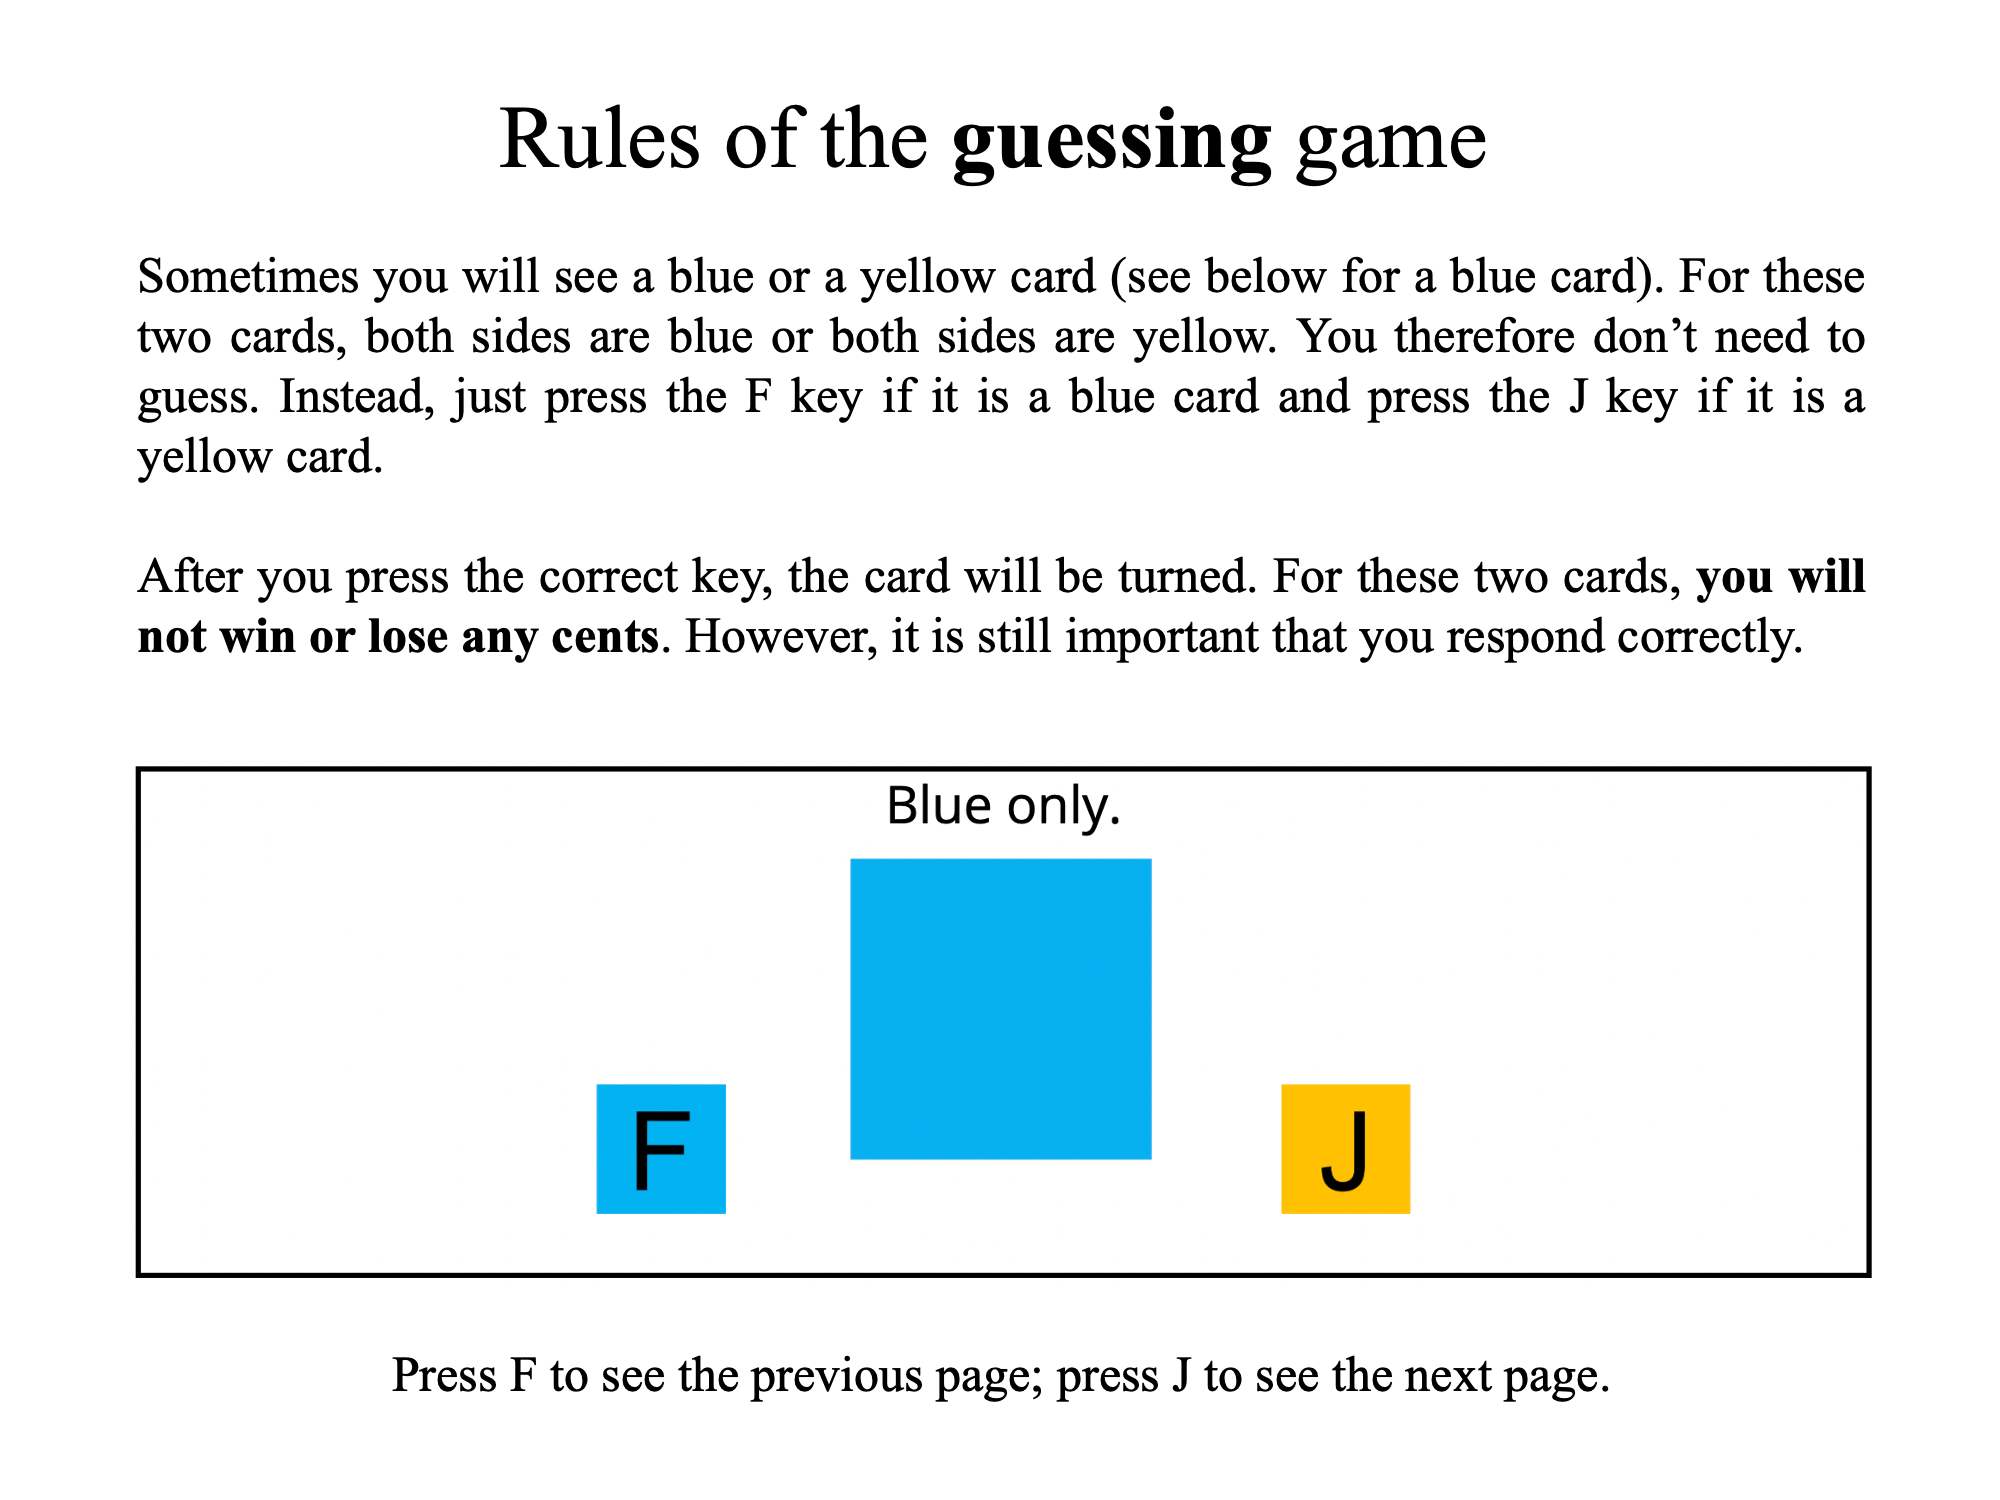 Rules of the guessing game
Sometimes you will see a blue or a yellow card (see below for a blue card). For these
two cards, both sides are blue or both sides are yellow. You therefore don’t need to
guess. Instead, just press the F key if it is a blue card and press the J key if it is a
yellow card.
After you press the correct key, the card will be turned. For these two cards, you will
not win or lose any cents. However, it is still important that you respond correctly.
Blue only.
F
J
Press F to see the previous page; press J to see the next page.